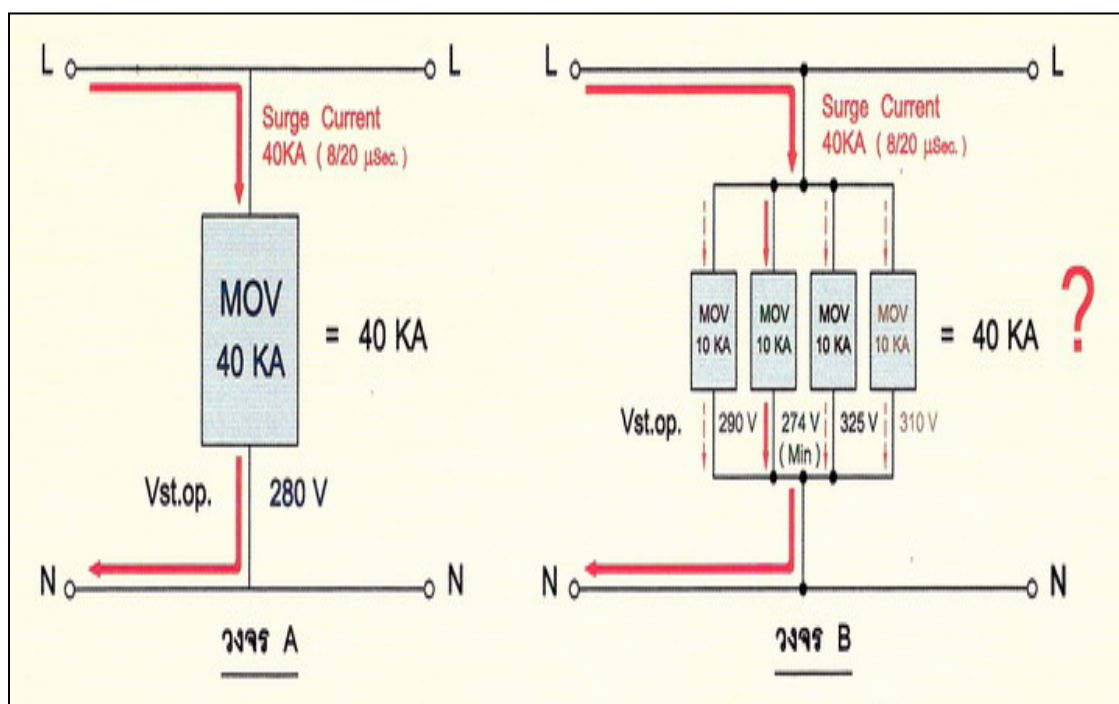 L
L
Surge Current
40KA ( 8/20 µSec.)
MOV
40 KA
= 40 KA
Vst.op.
280 V
N
N
วงจร A
L
L
Surge Current
40KA ( 8/20 µSec.)
MOV
10 KA
MOV
10 KA
MOV
10 KA
MOV
10 KA
= 40 KA ?
Vst.op.
290 V
274 V
( Min )
325 V
310 V
N
N
วงจร B